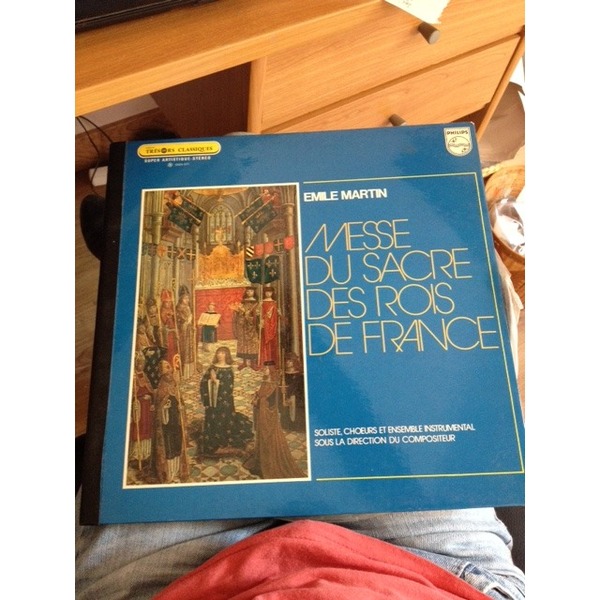 TRÉSORS CLASSIQUES
SUPER ARTISTIQUE-STEREO
PHILIPS
EMILE MARTIN
MESSE
DU SACRE
DES ROIS
DE FRANCE
SOLISTE, CHOEURS ET ENSEMBLE INSTRUMENTAL
SOUS LA DIRECTION DU COMPOSITEUR